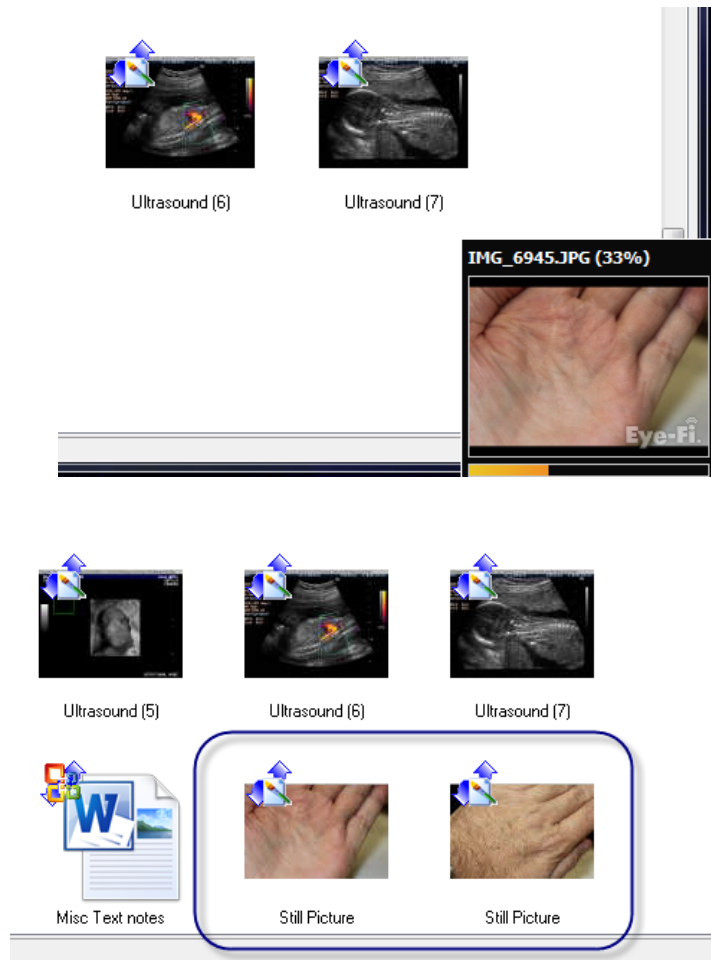 Ultrasound (6)
Ultrasound (7)
IMG_6945.JPG (33%)
Eye-Fi.
Ultrasound (5)
Ultrasound (6)
Ultrasound (7)
W
Misc Text notes
Still Picture
Still Picture